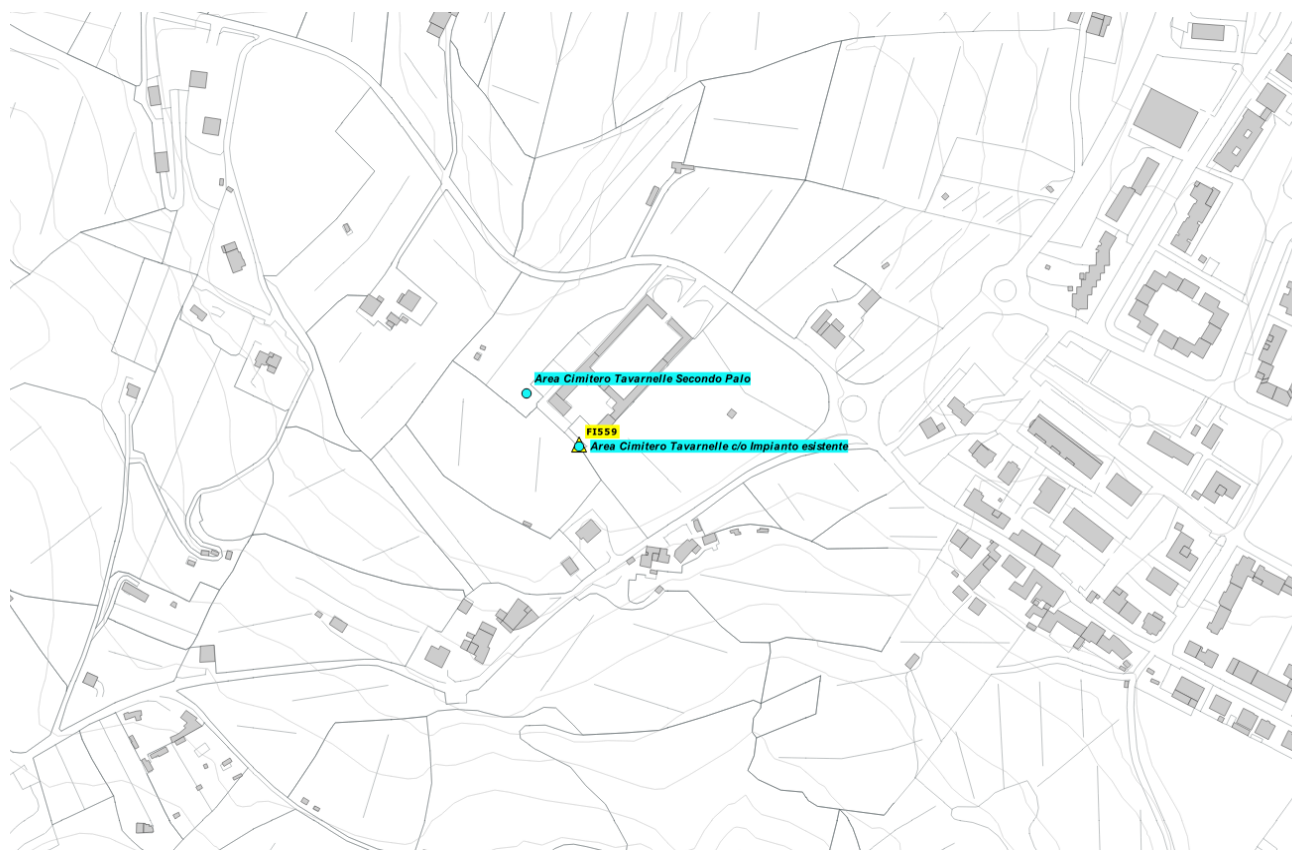 Area Cimitero Tavarnelle Secondo Palo
FI559
Area Cimitero Tavarnelle c/o Impianto esistente